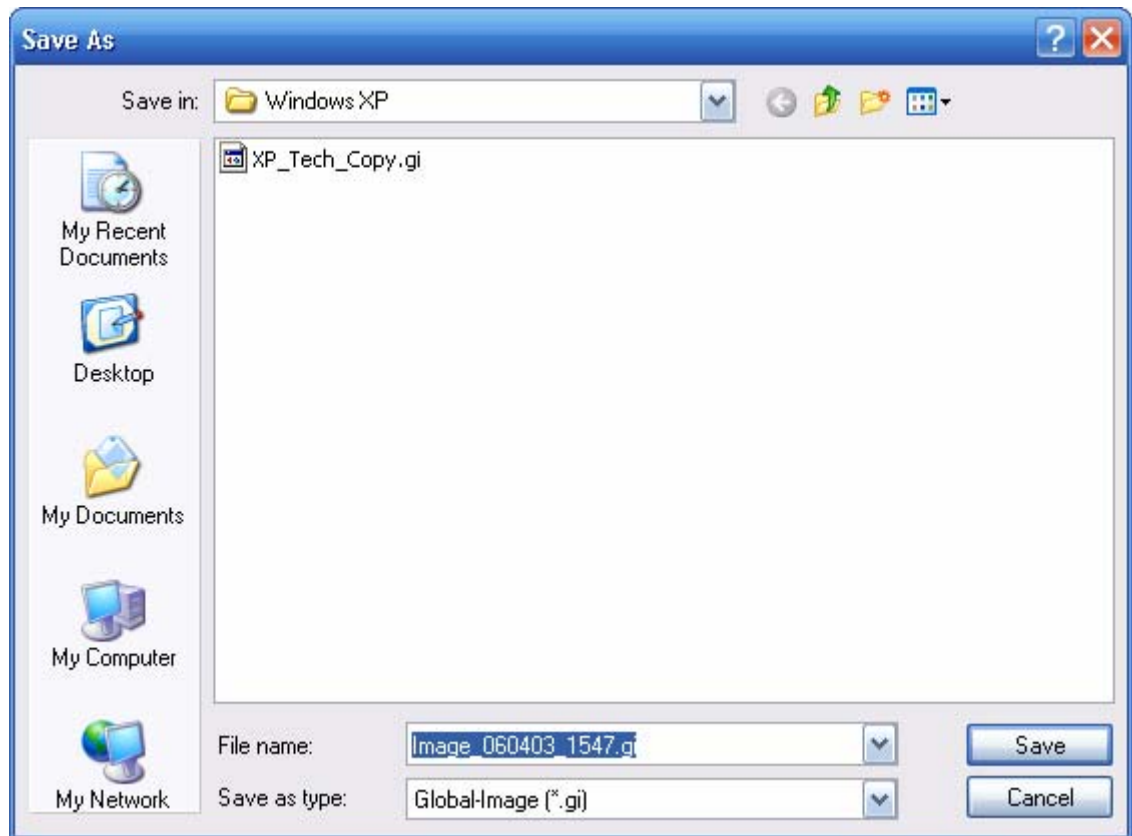 Save As
Save in:
Windows XP
XP_Tech_Copy.gi
My Recent
Documents
Desktop
My Documents
My Computer
My Network
File name:
Image_060403_1547.gi
Save
Save as type:
Global-Image (*.gi)
Cancel